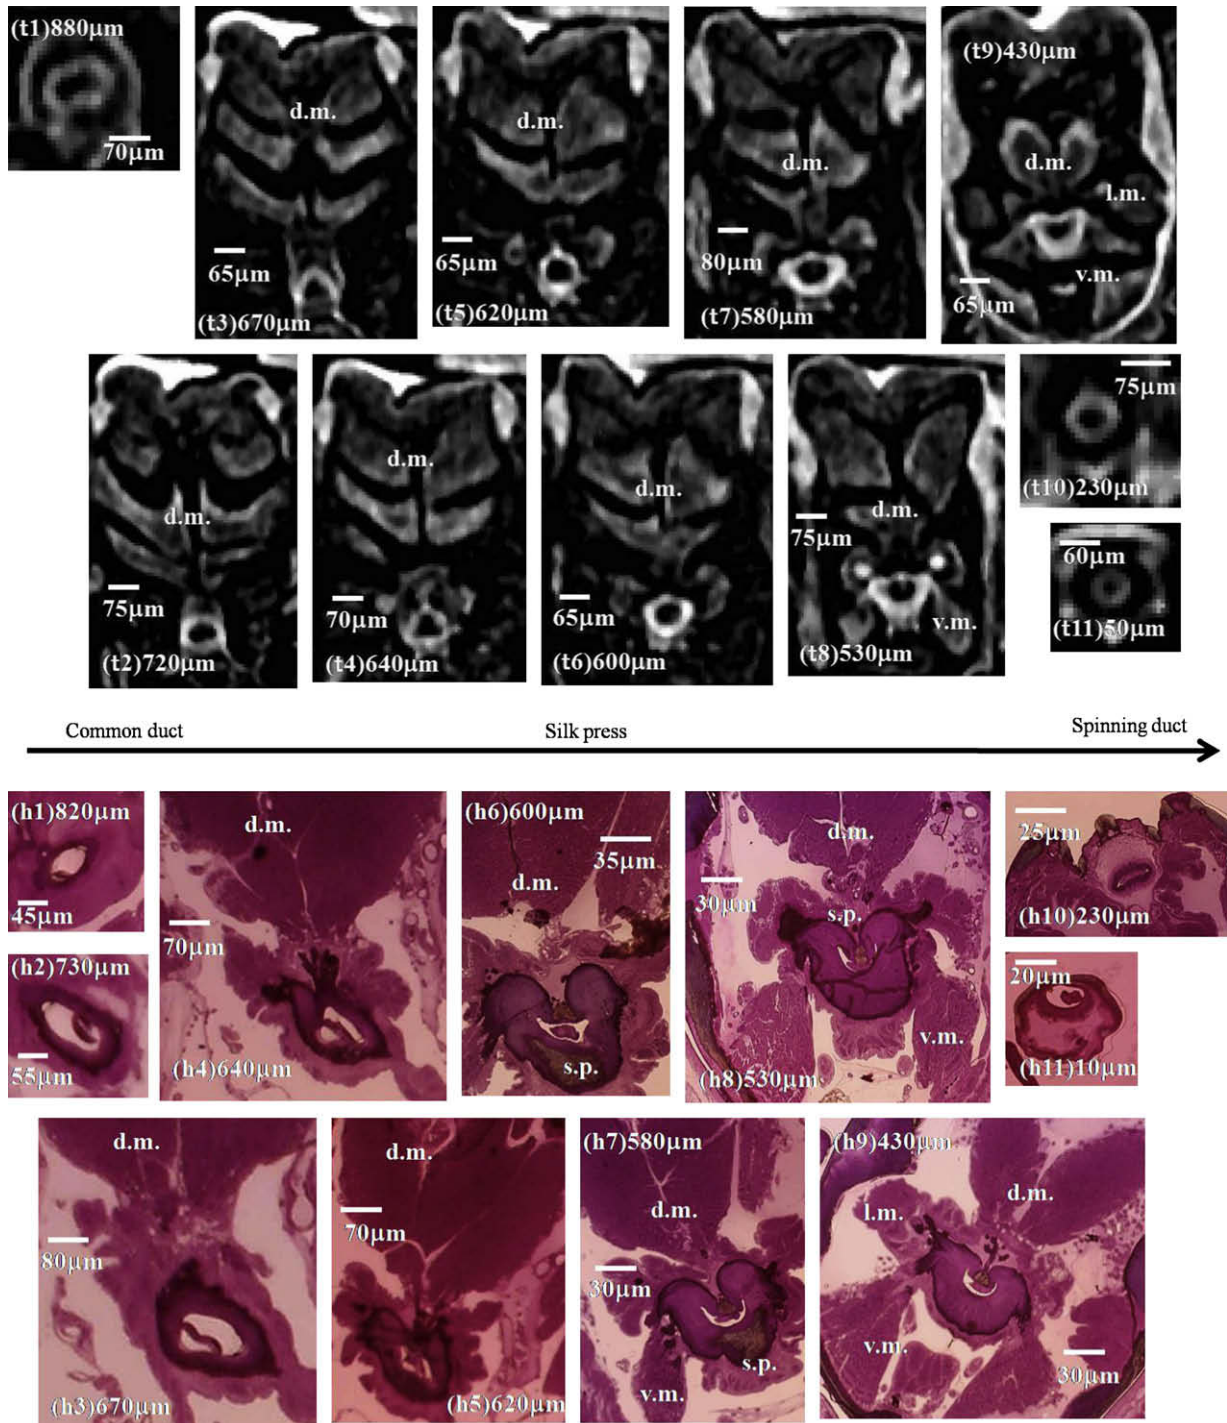 (t1)880μm
70μm
d.m.
65μm
(t3)670μm
d.m.
65μm
(t5)620μm
d.m.
80μm
(t7)580μm
(t9)430μm
d.m.
l.m.
v.m.
65μm
d.m.
75μm
(t2)720μm
d.m.
70μm
(t4)640μm
d.m.
65μm
(t6)600μm
d.m.
75μm
v.m.
(t8)530μm
75μm
(t10)230μm
60μm
(t11)50μm
Common duct
Silk press
Spinning duct
(h1)820μm
45μm
(h2)730μm
55μm
d.m.
70μm
(h4)640μm
(h6)600μm
35μm
d.m.
s.p.
d.m.
30μm
s.p.
v.m.
(h8)530μm
25μm
(h10)230μm
20μm
(h11)10μm
d.m.
80μm
(h3)670μm
d.m.
70μm
(h5)620μm
(h7)580μm
d.m.
30μm
s.p.
v.m.
(h9)430μm
d.m.
l.m.
v.m.
30μm